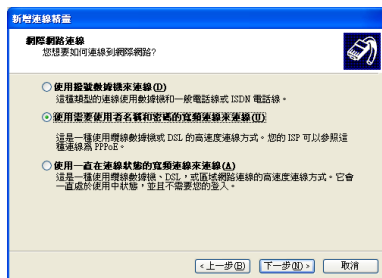 新增連線精靈
網際網路連線
您想要如何連線到網際網路?
使用撥號數據機來連線(D)
這種類型的連線使用數據機和一般電話線或 ISDN 電話線。
使用需要使用者名稱和密碼的寬頻連線來連線(U)
這是一種使用纜線數據機或 DSL 的高速度連線方式。您的 ISP 可以參照這
種連線為 PPPoE。
使用一直在連線狀態的寬頻連線來連線(A)
這是一種使用纜線數據機、DSL,或區域網路連線的高速度連線方式。它會
一直處於使用中狀態,並且不需要您的登入。
<上一步(B)
下一步(N)>
取消